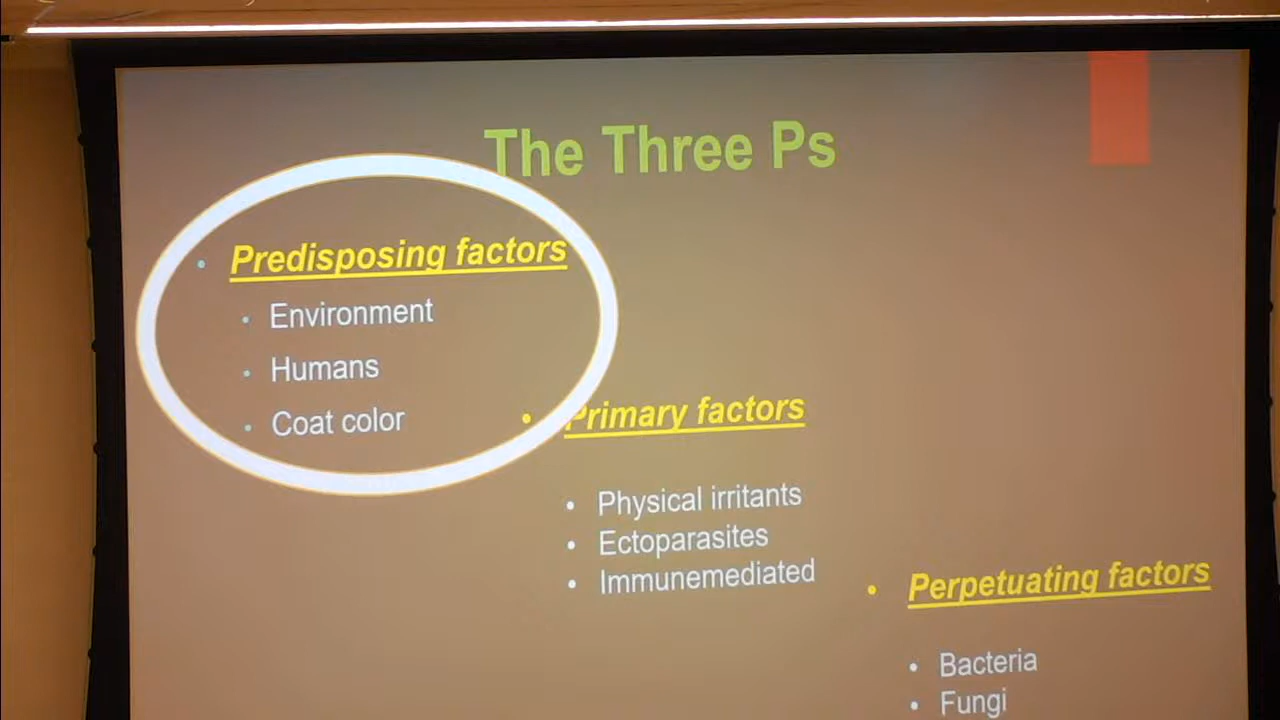 The Three Ps
Predisposing factors
Environment
Humans
Coat color
Primary factors
Physical irritants
Ectoparasites
Immunemediated
Perpetuating factors
Bacteria
Fungi